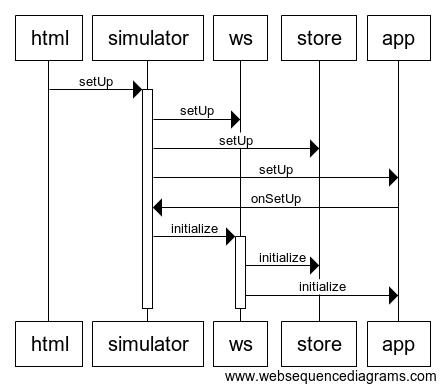 html simulator ws store app
setUp
setUp
setUp
setUp
onSetUp
initialize
initialize
initialize
html simulator ws store app
www.websequencediagrams.com